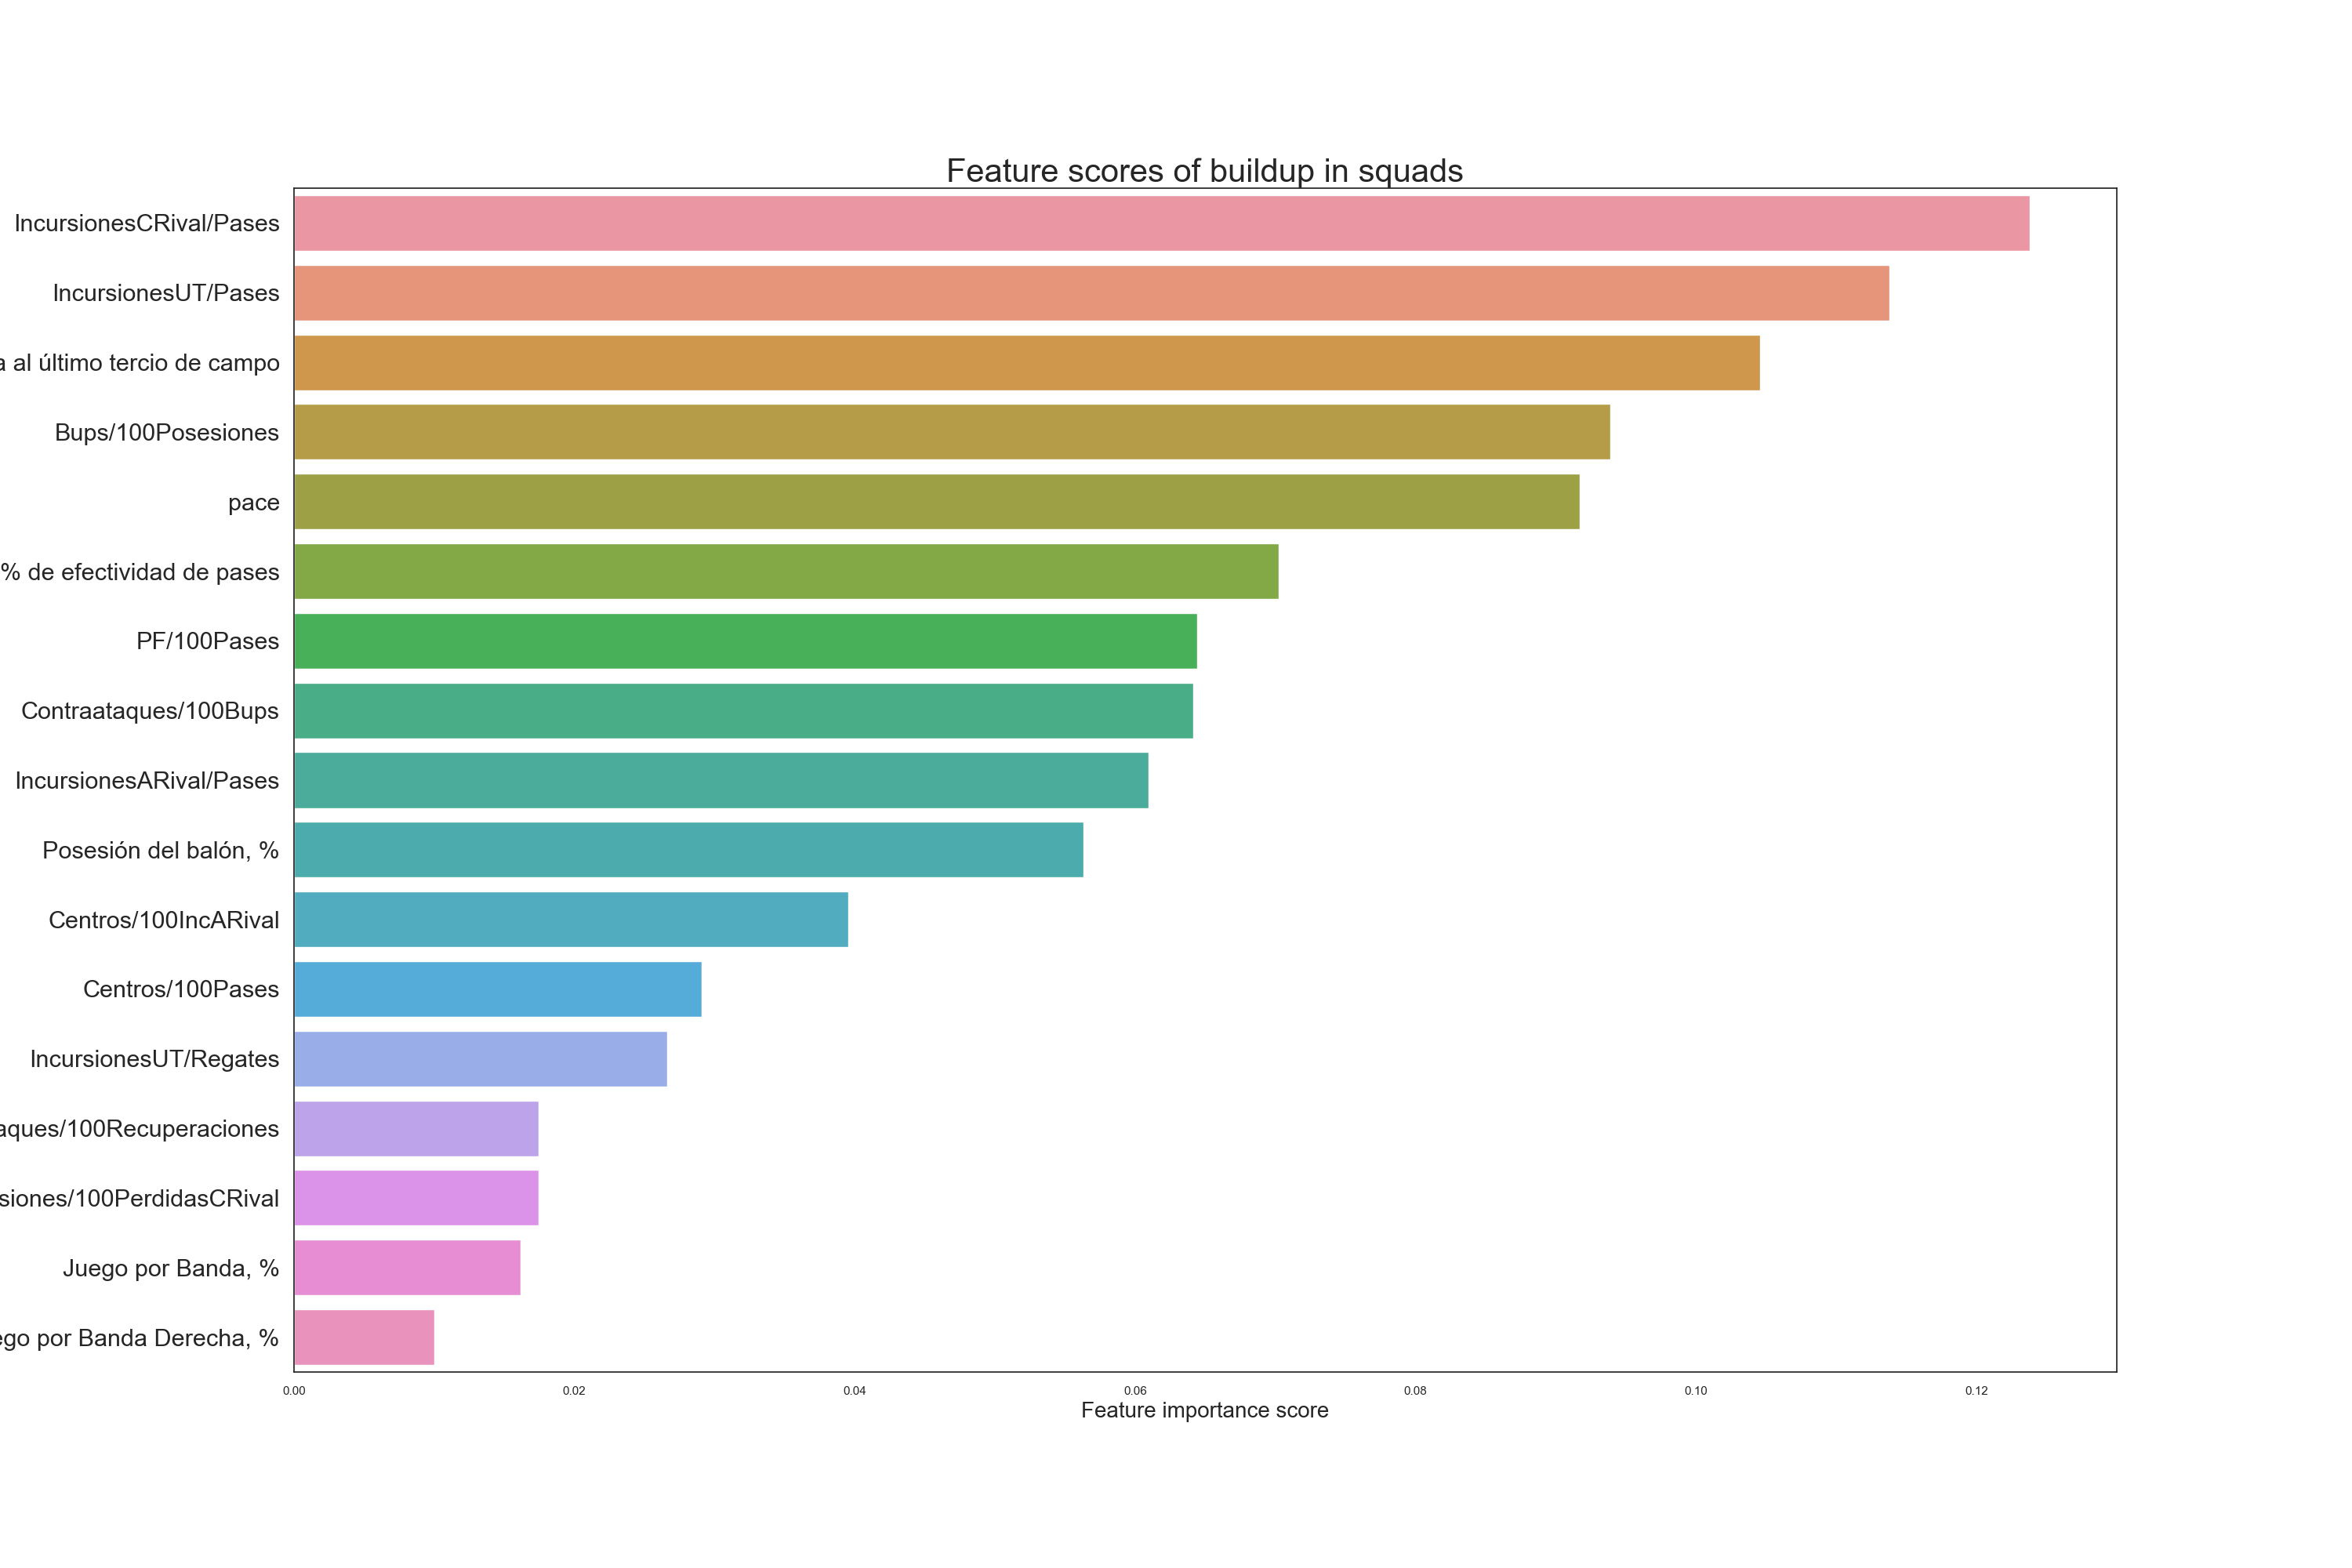 Feature scores of buildup in squads
IncursionesCRival/Pases
IncursionesUT/Pases
al último tercio de campo
Bups/100Posesiones
pace
% de efectividad de pases
PF/100Pases
Contraataques/100Bups
IncursionesARival/Pases
Posesión del balón, %
Centros/100IncARival
Centros/100Pases
IncursionesUT/Regates
aques/100Recuperaciones
siones/100PerdidasCRival
Juego por Banda, %
ego por Banda Derecha, %
0.00 0.02 0.04 0.06 0.08 0.10 0.12
Feature importance score